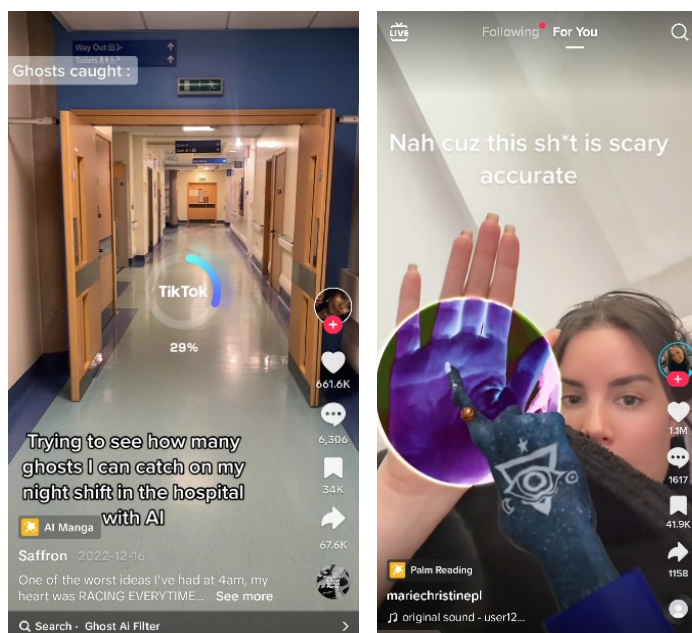 Way Out
Toilets
Ghosts caught :
TikTok
29%
661.6K
6,306
34K
67.6K
Trying to see how many
ghosts I can catch on my
night shift in the hospital
with AI
AI Manga
Saffron · 2022-12-16
One of the worst ideas I've had at 4am, my
heart was RACING EVERYTIME... See more
Search · Ghost Ai Filter
LIVE
Following For You
Nah cuz this sh*t is scary
accurate
1.1M
1617
41.9K
1158
Palm Reading
mariechristinepl
original sound - user12...